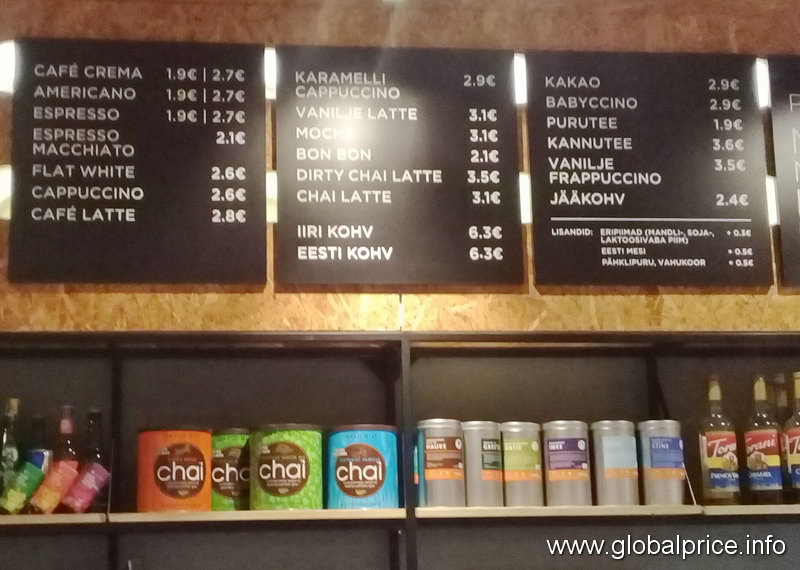 CAFÉ CREMA 1.9€ | 2.7€
AMERICANO 1.9€ | 2.7€
ESPRESSO 1.9€ | 2.7€
ESPRESSO
MACCHIATO 2.1€
FLAT WHITE 2.6€
CAPPUCCINO 2.6€
CAFÉ LATTE 2.8€
KARAMELLI 2.9€
CAPPUCCINO
VANILJE LATTE 3.1€
MOCHA 3.1€
BON BON 2.1€
DIRTY CHAI LATTE 3.5€
CHAI LATTE 3.1€
IIRI KOHV 6.3€
EESTI KOHV 6.3€
KAKAO 2.9€
BABYCCINO 2.9€
PURUTEE 1.9€
KANNUTEE 3.6€
VANILJE 3.5€
FRAPPUCCINO
JÄÄKOHV 2.4€
LISANDID: ERIPIIMAD (MANDLI-, SOJA-, + 0.3€
LAKTOOSIVABA PIIM)
EESTI MESI + 0.5€
PÄHKLIPURU, VAHUKOOR + 0.5€
chai
chai
chai
chai
Torani
www.globalprice.info